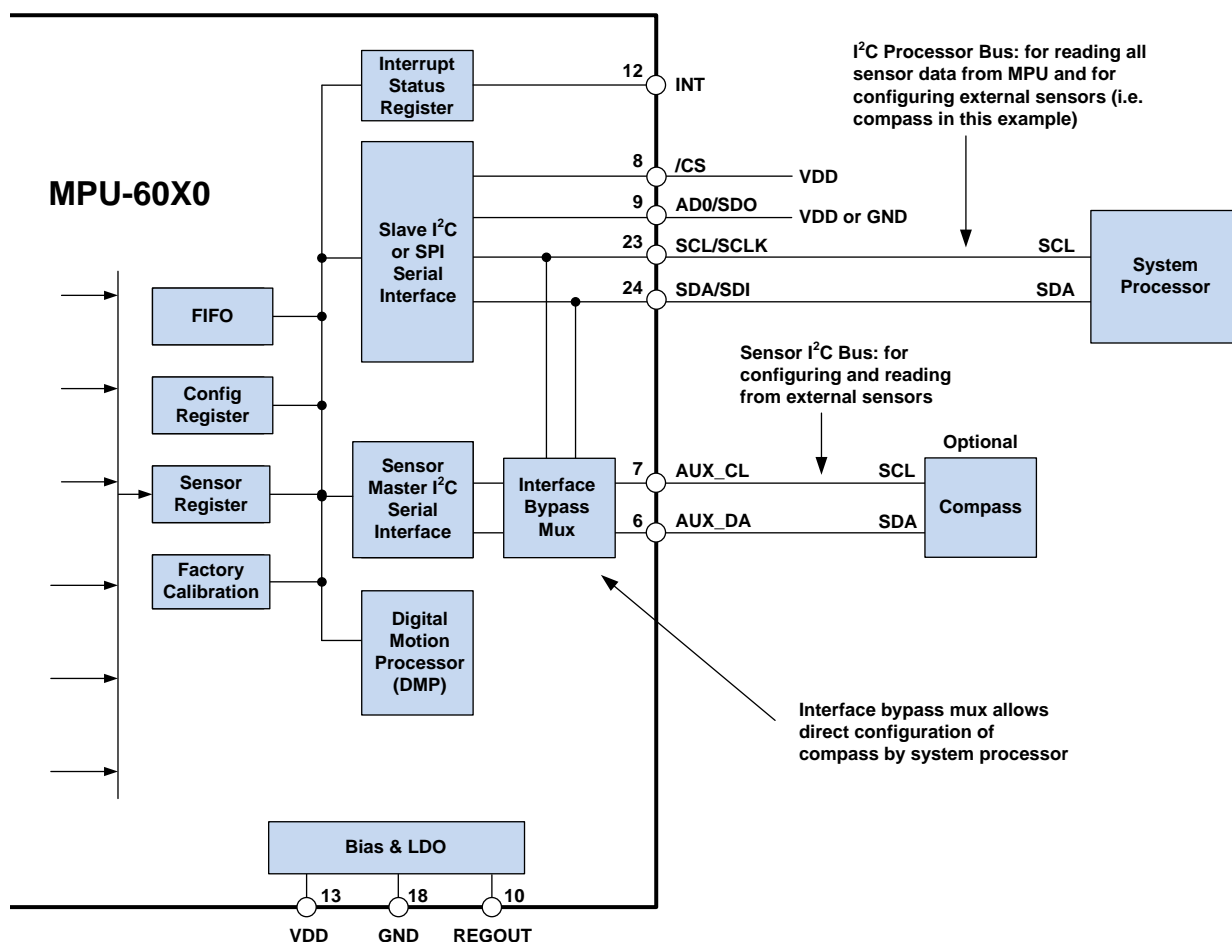 MPU-60X0
Interrupt
Status
Register
12
INT
I²C Processor Bus: for reading all
sensor data from MPU and for
configuring external sensors (i.e.
compass in this example)
Slave I²C
or SPI
Serial
Interface
8
/CS
VDD
9
AD0/SDO
VDD or GND
23
SCL/SCLK
SCL
24
SDA/SDI
SDA
System
Processor
FIFO
Config
Register
Sensor
Register
Factory
Calibration
Sensor I²C Bus: for
configuring and reading
from external sensors
Sensor
Master I²C
Serial
Interface
Interface
Bypass
Mux
7
AUX_CL
SCL
6
AUX_DA
SDA
Optional
Compass
Digital
Motion
Processor
(DMP)
Interface bypass mux allows
direct configuration of
compass by system processor
Bias & LDO
13
18
10
VDD
GND
REGOUT